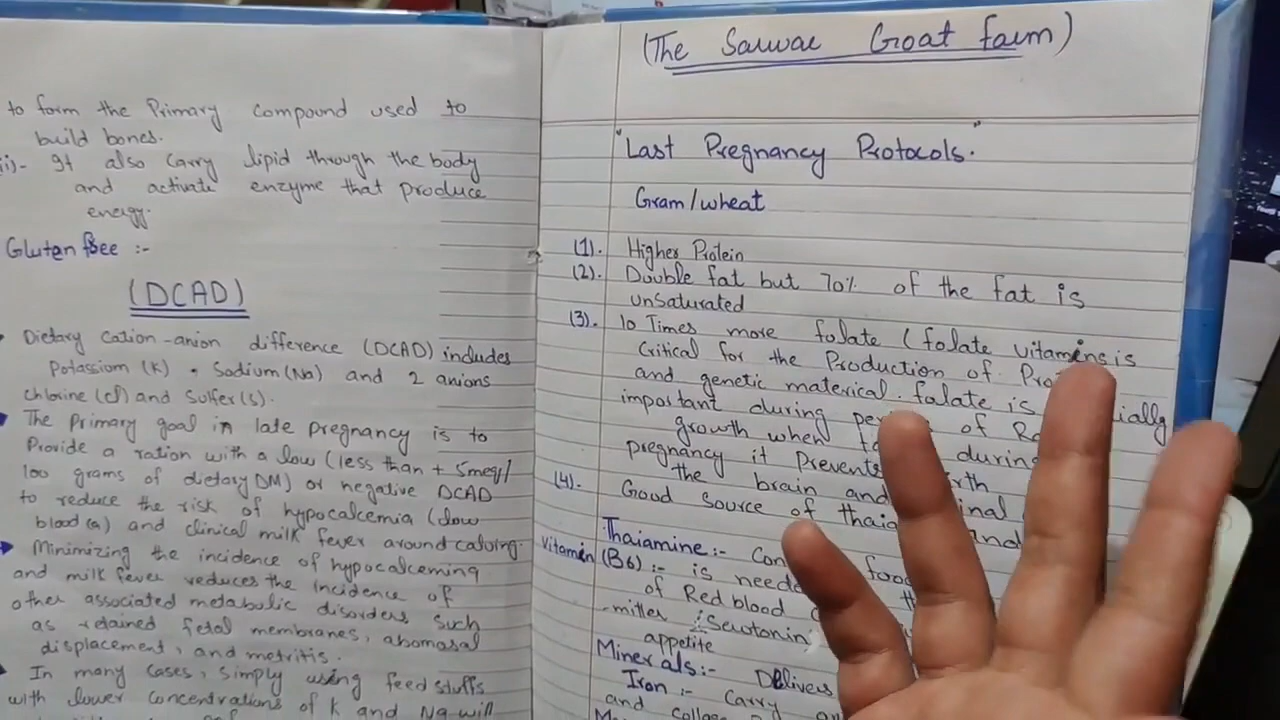 to form the Primary Compound used to
build bones.
ii)- It also Carry lipid through the body
and activate enzyme that produce
energy.
Gluten free :-
(DCAD)
Dietary Cation-anion difference (DCAD) includes
Potassium (K), Sodium (Na) and 2 anions
chlorine (cl) and Sulfer(s).
The Primary goal in late pregnancy is to
Provide a ration with a low (less than + 5meq/
100 grams of dietary DM) or negative DCAD
to reduce the risk of hypocalcemia (low
blood (a) and clinical milk fever around calving.
Minimizing the incidence of hypocalceming
and milk fever reduces the incidence of
other associated metabolic disorders such
as retained fetal membranes, abomasal
displacement, and metritis.
In many Cases, Simply using feed stuffs
with lower Concentrations of K and Na will
(The Sarwar Goat farm)
"Last Pregnancy Protocols."
Gram/wheat
(1). Higher Protein
(2). Double fat but 70% of the fat is
unsaturated
(3). 10 Times more folate (folate vitamins is
Critical for the Production of
and genetic materical. falate is
important during of
growth when during
pregnancy it Prevents
the brain and
(4). Good Source of and
Thaiamine:-
Vitamin (B6) :- is
of Red blood
-mitter (Serotonin)
appetite
Minerals:- Delivers
Iron :- Carry
and